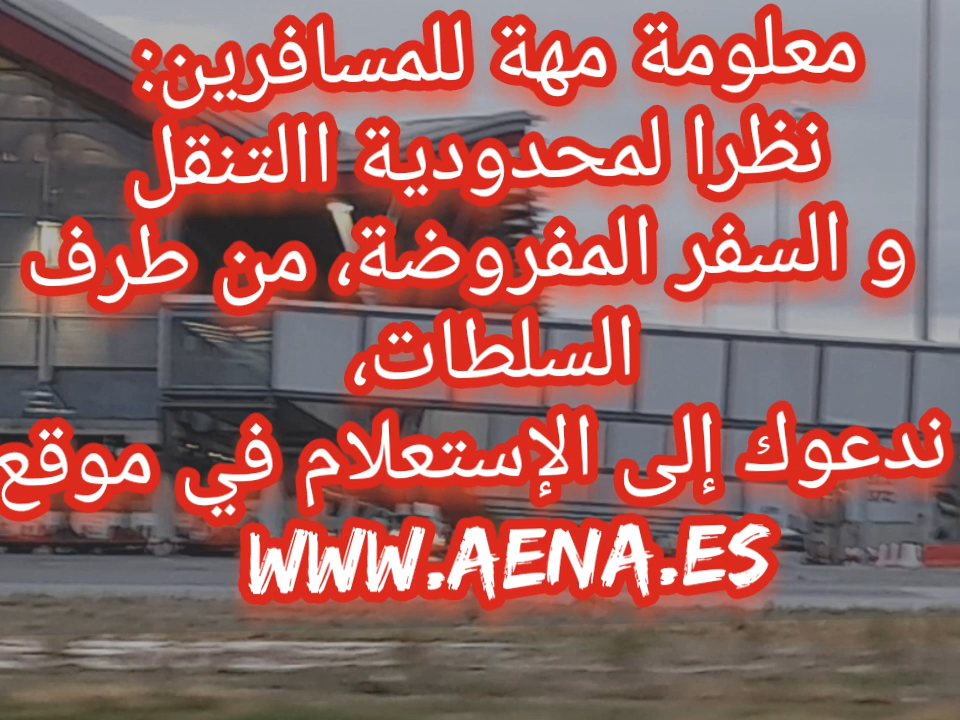 معلومة مهة للمسافرين:
نظرا لمحدودية االتنقل
و السفر المفروضة، من طرف
السلطات،
ندعوك إلى الإستعلام في موقع
WWW.AENA.ES